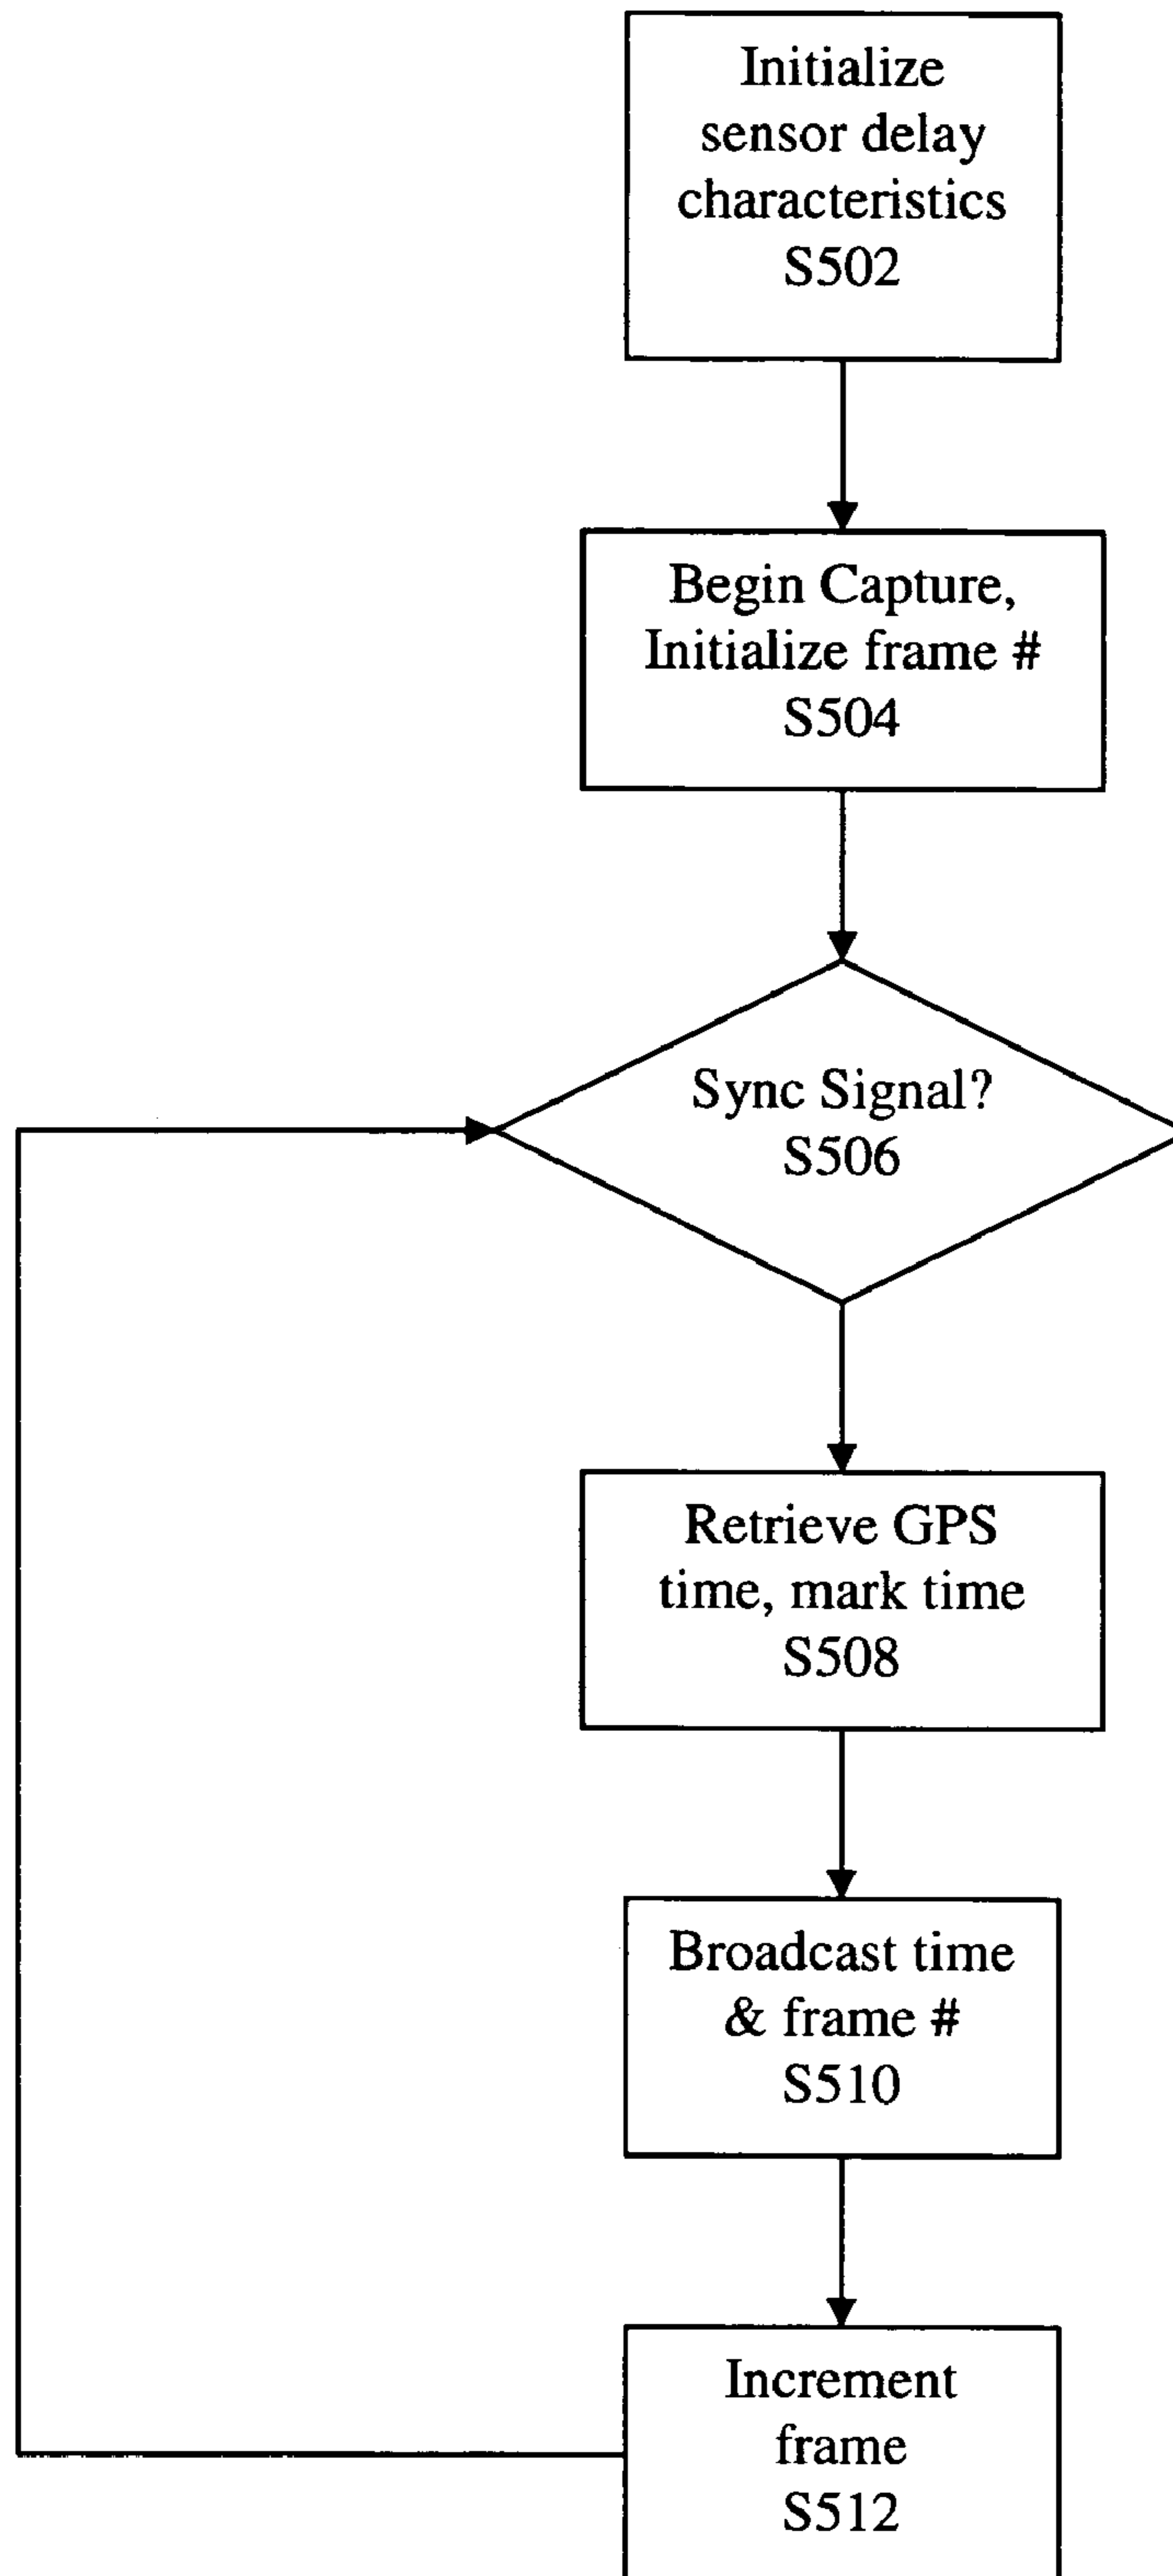 Initialize
sensor delay
characteristics
S502
Begin Capture,
Initialize frame #
S504
Sync Signal?
S506
Retrieve GPS
time, mark time
S508
Broadcast time
& frame #
S510
Increment
frame
S512